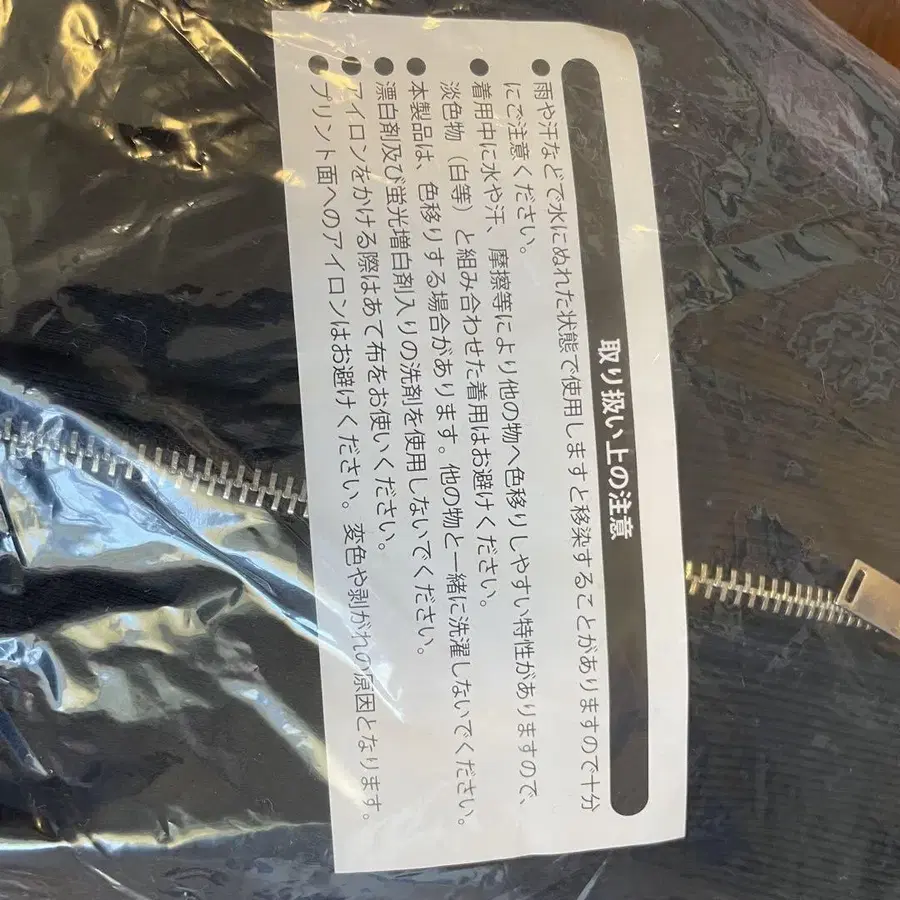 取り扱い上の注意
●雨や汗などで水にぬれた状態で使用しますと移染することがありますので十分
にご注意ください。
●着用中に水や汗、摩擦等により他の物へ色移りしやすい特性がありますので、
淡色物（白等）と組み合わせた着用はお避けください。
●本製品は、色移りする場合があります。他の物と一緒に洗濯しないでください。
●漂白剤及び蛍光増白剤入りの洗剤を使用しないでください。
●アイロンをかける際はあて布をお使いください。
●プリント面へのアイロンはお避けください。変色や剥がれの原因となります。